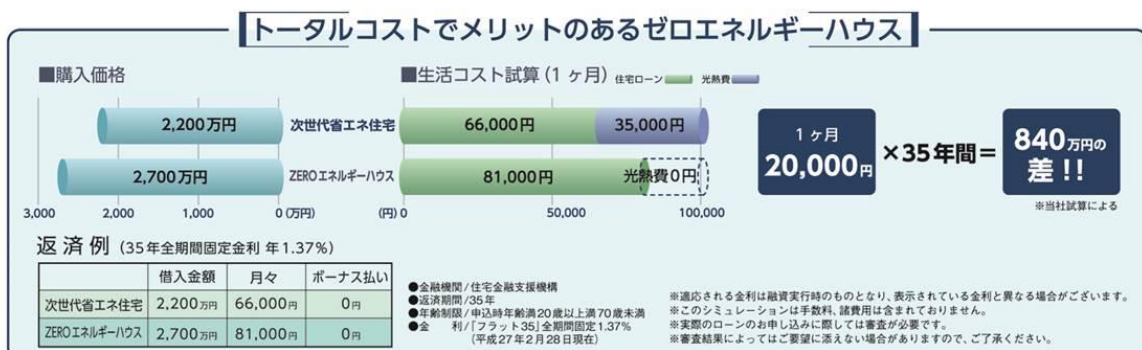 トータルコストでメリットのあるゼロエネルギーハウス
■購入価格
■生活コスト試算(1ヶ月) 住宅ローン 光熱費
2,200万円 次世代省エネ住宅 66,000円 35,000円
2,700万円 ZEROエネルギーハウス 81,000円 光熱費0円
3,000 2,000 1,000 0(万円) (円)0 50,000 100,000
1ヶ月
20,000円
×35年間=
840万円の
差!!
※当社試算による
返済例(35年全期間固定金利 年1.37%)
借入金額 月々 ボーナス払い
次世代省エネ住宅 2,200万円 66,000円 0円
ZEROエネルギーハウス 2,700万円 81,000円 0円
●金融機関/住宅金融支援機構
●返済期間/35年
●年齢制限/申込時年齢満20歳以上満70歳未満
●金 利/「フラット35」全期間固定1.37%
(平成27年2月28日現在)
※適応される金利は融資実行時のものとなり、表示されている金利と異なる場合がございます。
※このシミュレーションは手数料、諸費用は含まれておりません。
※実際のローンのお申し込みに際しては審査が必要です。
※審査結果によってはご要望に添えない場合がありますので、ご了承ください。